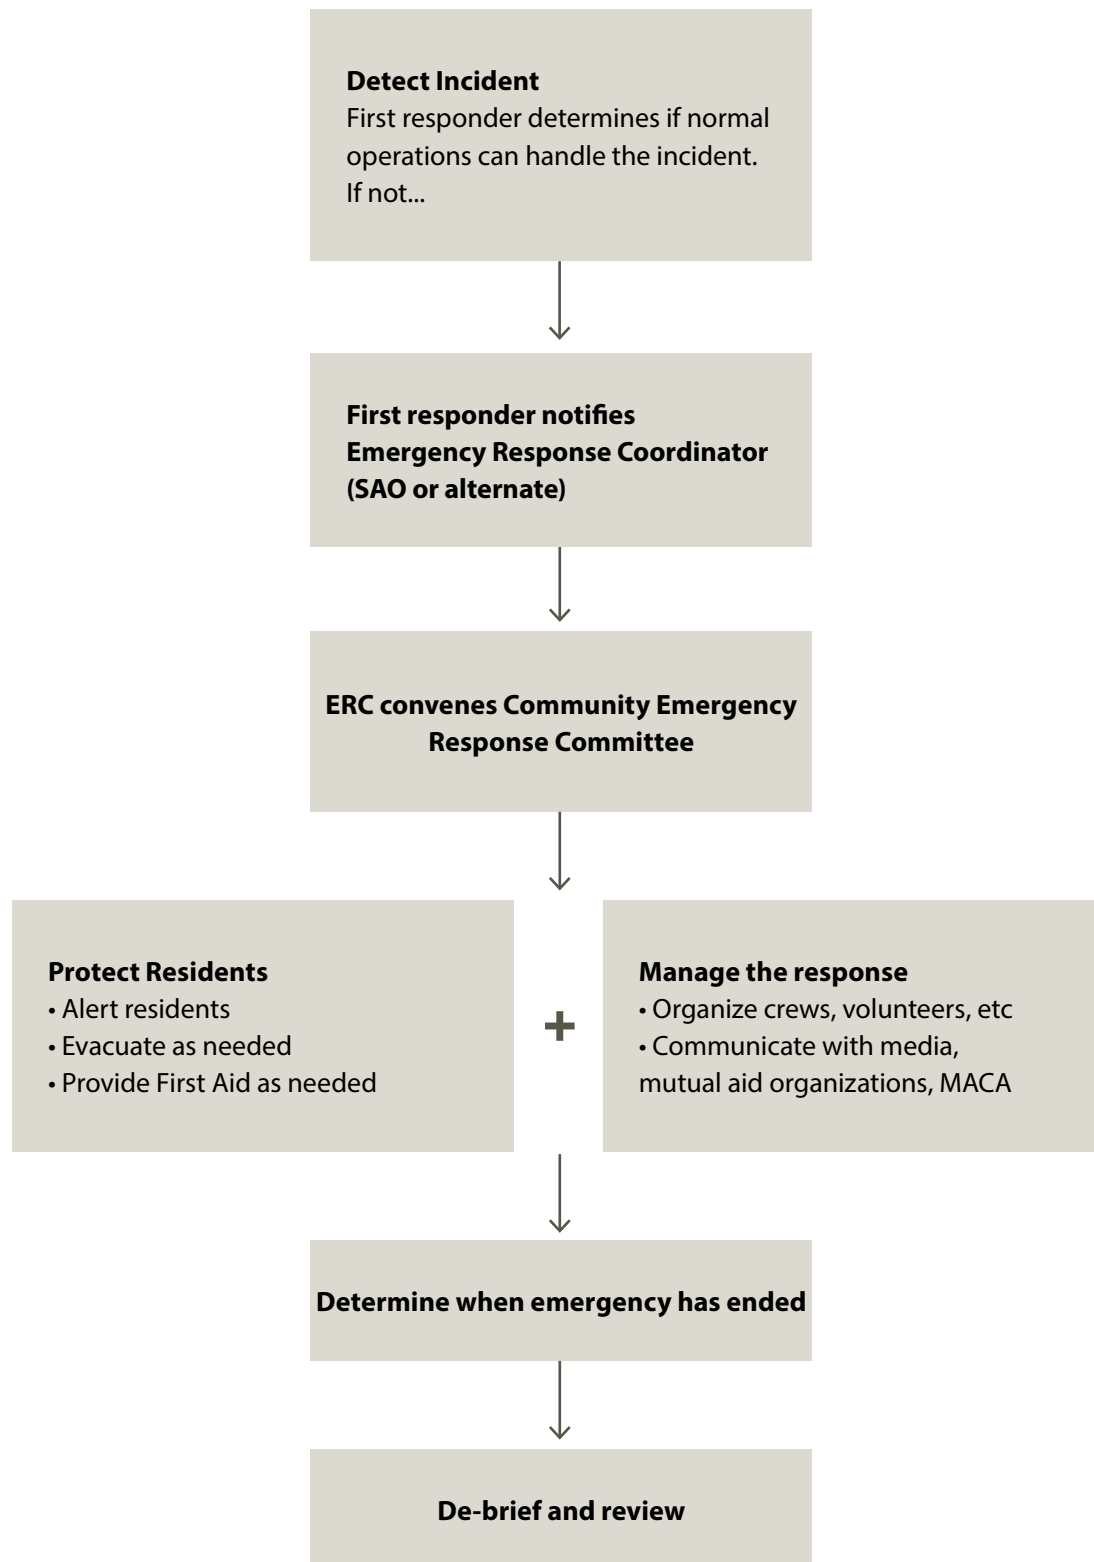 Detect Incident
First responder determines if normal
operations can handle the incident.
If not...
First responder notifies
Emergency Response Coordinator
(SAO or alternate)
ERC convenes Community Emergency
Response Committee
Protect Residents
• Alert residents
• Evacuate as needed
• Provide First Aid as needed
+
Manage the response
• Organize crews, volunteers, etc
• Communicate with media,
mutual aid organizations, MACA
Determine when emergency has ended
De-brief and review